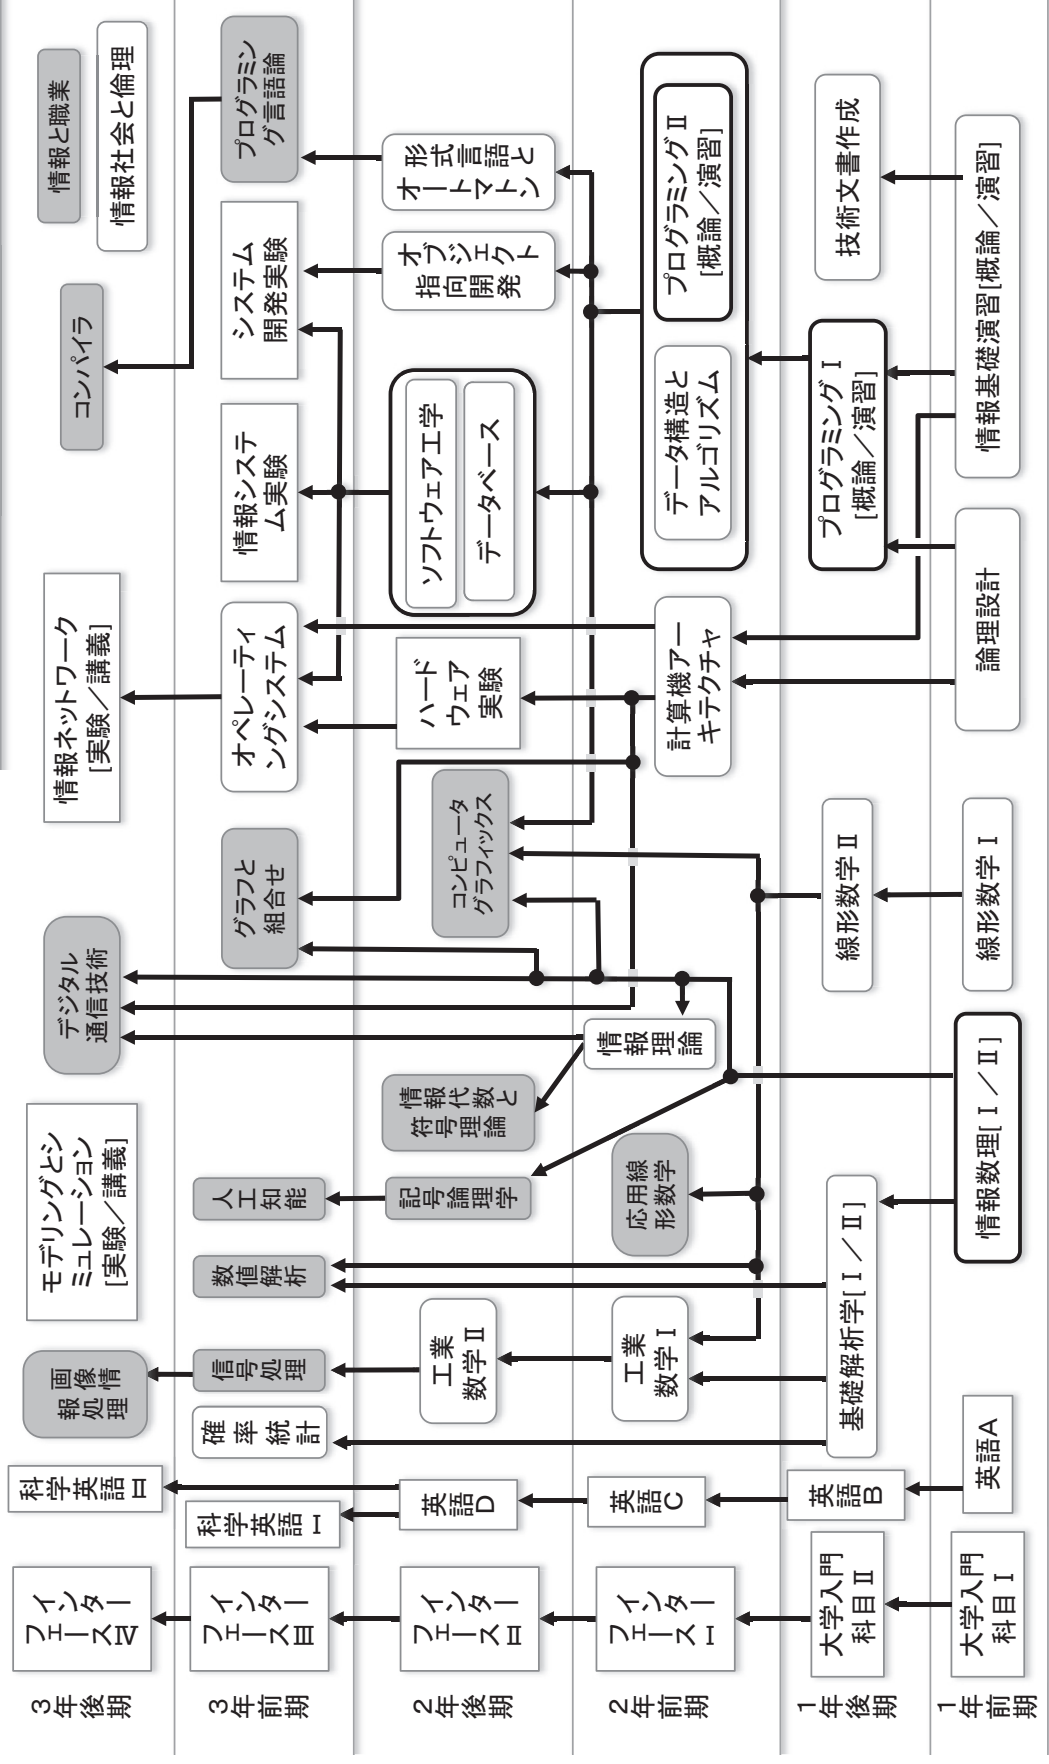 1年前期
大学入門
科目Ⅰ
英語A
情報数理[Ⅰ/Ⅱ]
線形数学Ⅰ
論理設計
情報基礎演習[概論/演習]
1年後期
大学入門
科目Ⅱ
英語B
基礎解析学[Ⅰ/Ⅱ]
線形数学Ⅱ
プログラミングⅠ
[概論/演習]
技術文書作成
2年前期
インター
フェースⅠ
英語C
工業
数学Ⅰ
応用線
形数学
情報
理論
計算機アー
キテクチャ
データ構造と
アルゴリズム
プログラミングⅡ
[概論/演習]
2年後期
インター
フェースⅡ
英語D
工業
数学Ⅱ
記号論理学
情報代数と
符号理論
コンピュータ
グラフィックス
ハード
ウェア
実験
ソフトウェア工学
データベース
オブジェクト
指向開発
形式言語と
オートマトン
3年前期
インター
フェースⅢ
科学英語Ⅰ
確率統計
信号処理
数値解析
人工知能
グラフと
組合せ
オペレーティ
ングシステム
情報システ
ム実験
システム
開発実験
プログラミン
グ言語論
3年後期
インター
フェースⅣ
科学英語Ⅱ
画像情
報処理
モデリングとシ
ミュレーション
[実験/講義]
デジタル
通信技術
情報ネットワーク
[実験/講義]
コンパイラ
情報と職業
情報社会と倫理